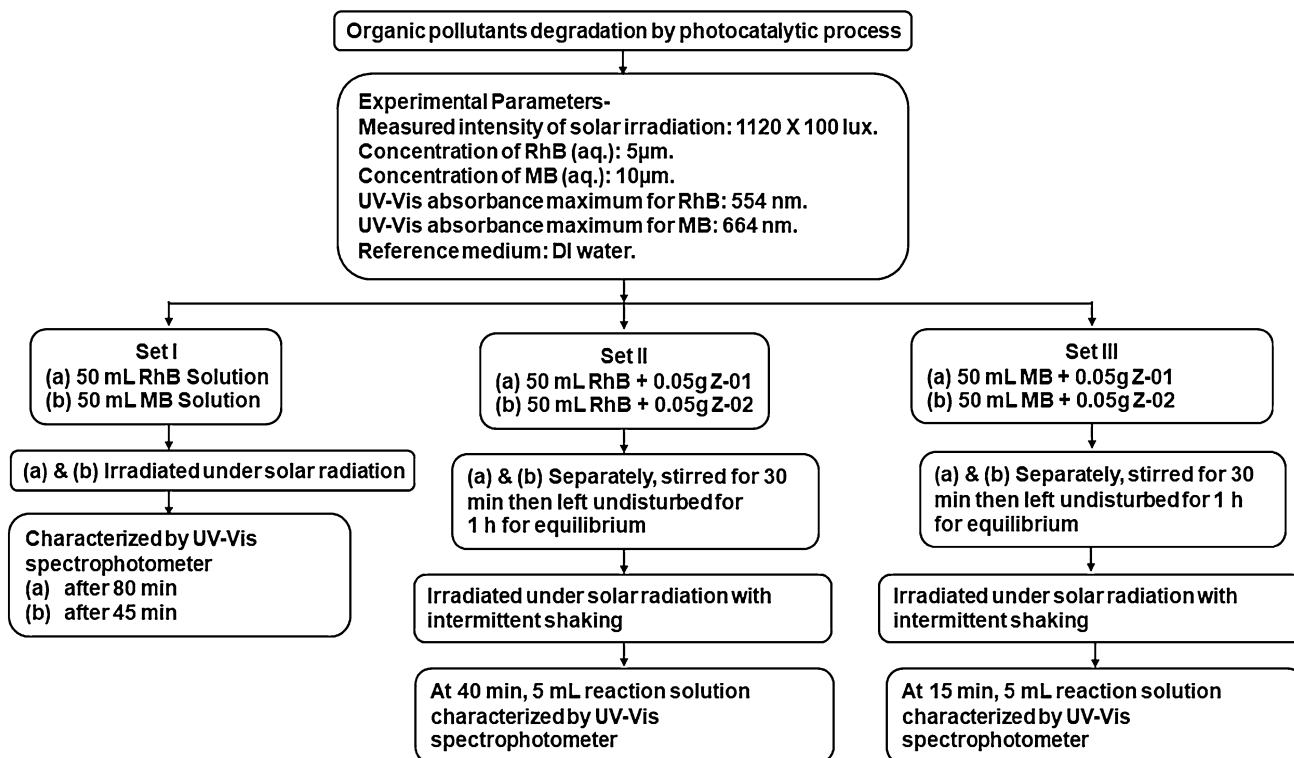 Organic pollutants degradation by photocatalytic process
Experimental Parameters-
Measured intensity of solar irradiation: 1120 X 100 lux.
Concentration of RhB (aq.): 5µm.
Concentration of MB (aq.): 10µm.
UV-Vis absorbance maximum for RhB: 554 nm.
UV-Vis absorbance maximum for MB: 664 nm.
Reference medium: DI water.
Set I
(a) 50 mL RhB Solution
(b) 50 mL MB Solution
(a) & (b) Irradiated under solar radiation
Characterized by UV-Vis
spectrophotometer
(a) after 80 min
(b) after 45 min
Set II
(a) 50 mL RhB + 0.05g Z-01
(b) 50 mL RhB + 0.05g Z-02
(a) & (b) Separately, stirred for 30
min then left undisturbed for
1 h for equilibrium
Irradiated under solar radiation with
intermittent shaking
At 40 min, 5 mL reaction solution
characterized by UV-Vis
spectrophotometer
Set III
(a) 50 mL MB + 0.05g Z-01
(b) 50 mL MB + 0.05g Z-02
(a) & (b) Separately, stirred for 30
min then left undisturbed for 1 h
for equilibrium
Irradiated under solar radiation with
intermittent shaking
At 15 min, 5 mL reaction solution
characterized by UV-Vis
spectrophotometer